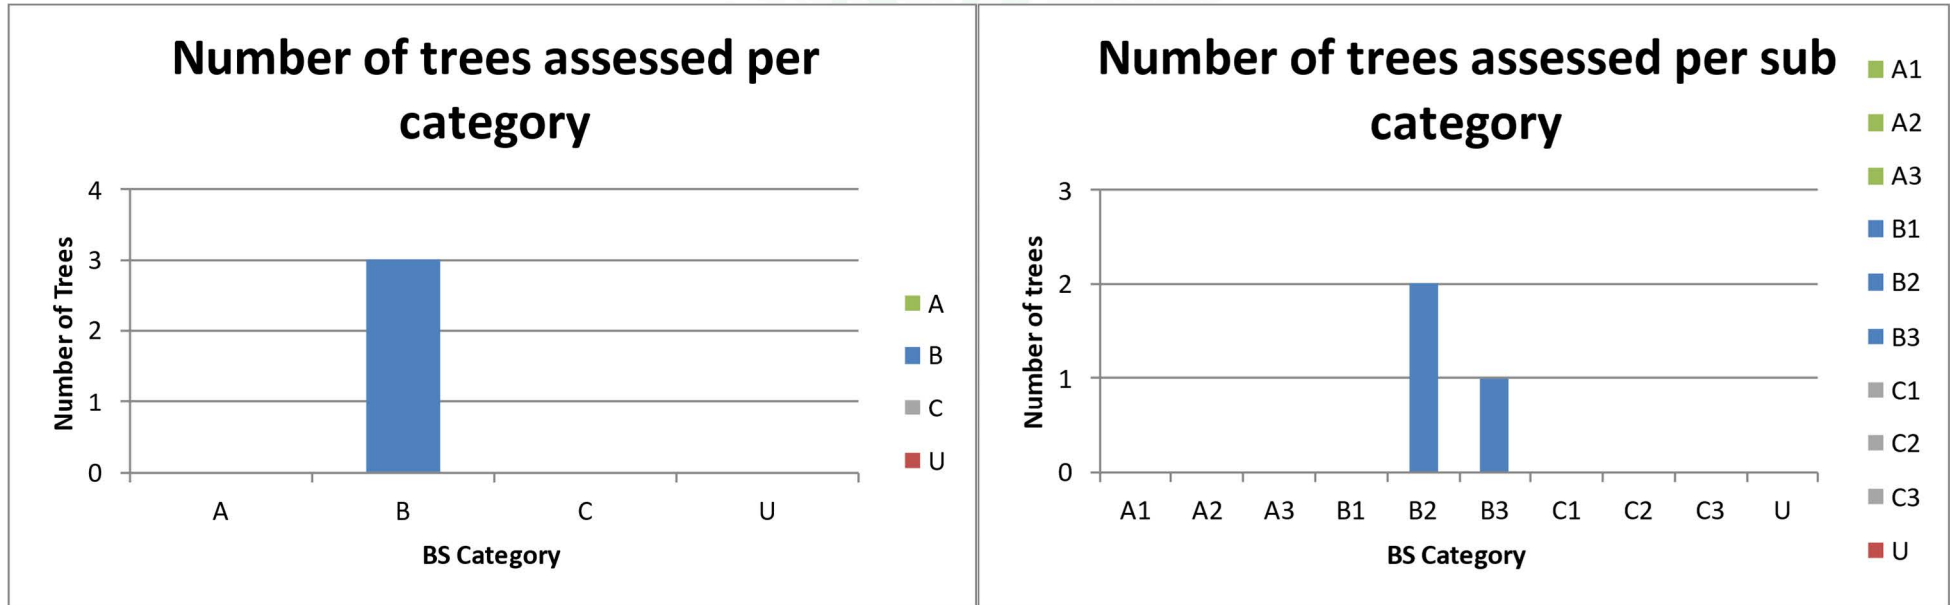 Number of trees assessed per
category
4
3
2
1
0
Number of Trees
A B C U
BS Category
A
B
C
U
Number of trees assessed per sub
category
3
2
1
0
Number of trees
A1 A2 A3 B1 B2 B3 C1 C2 C3 U
BS Category
A1
A2
A3
B1
B2
B3
C1
C2
C3
U